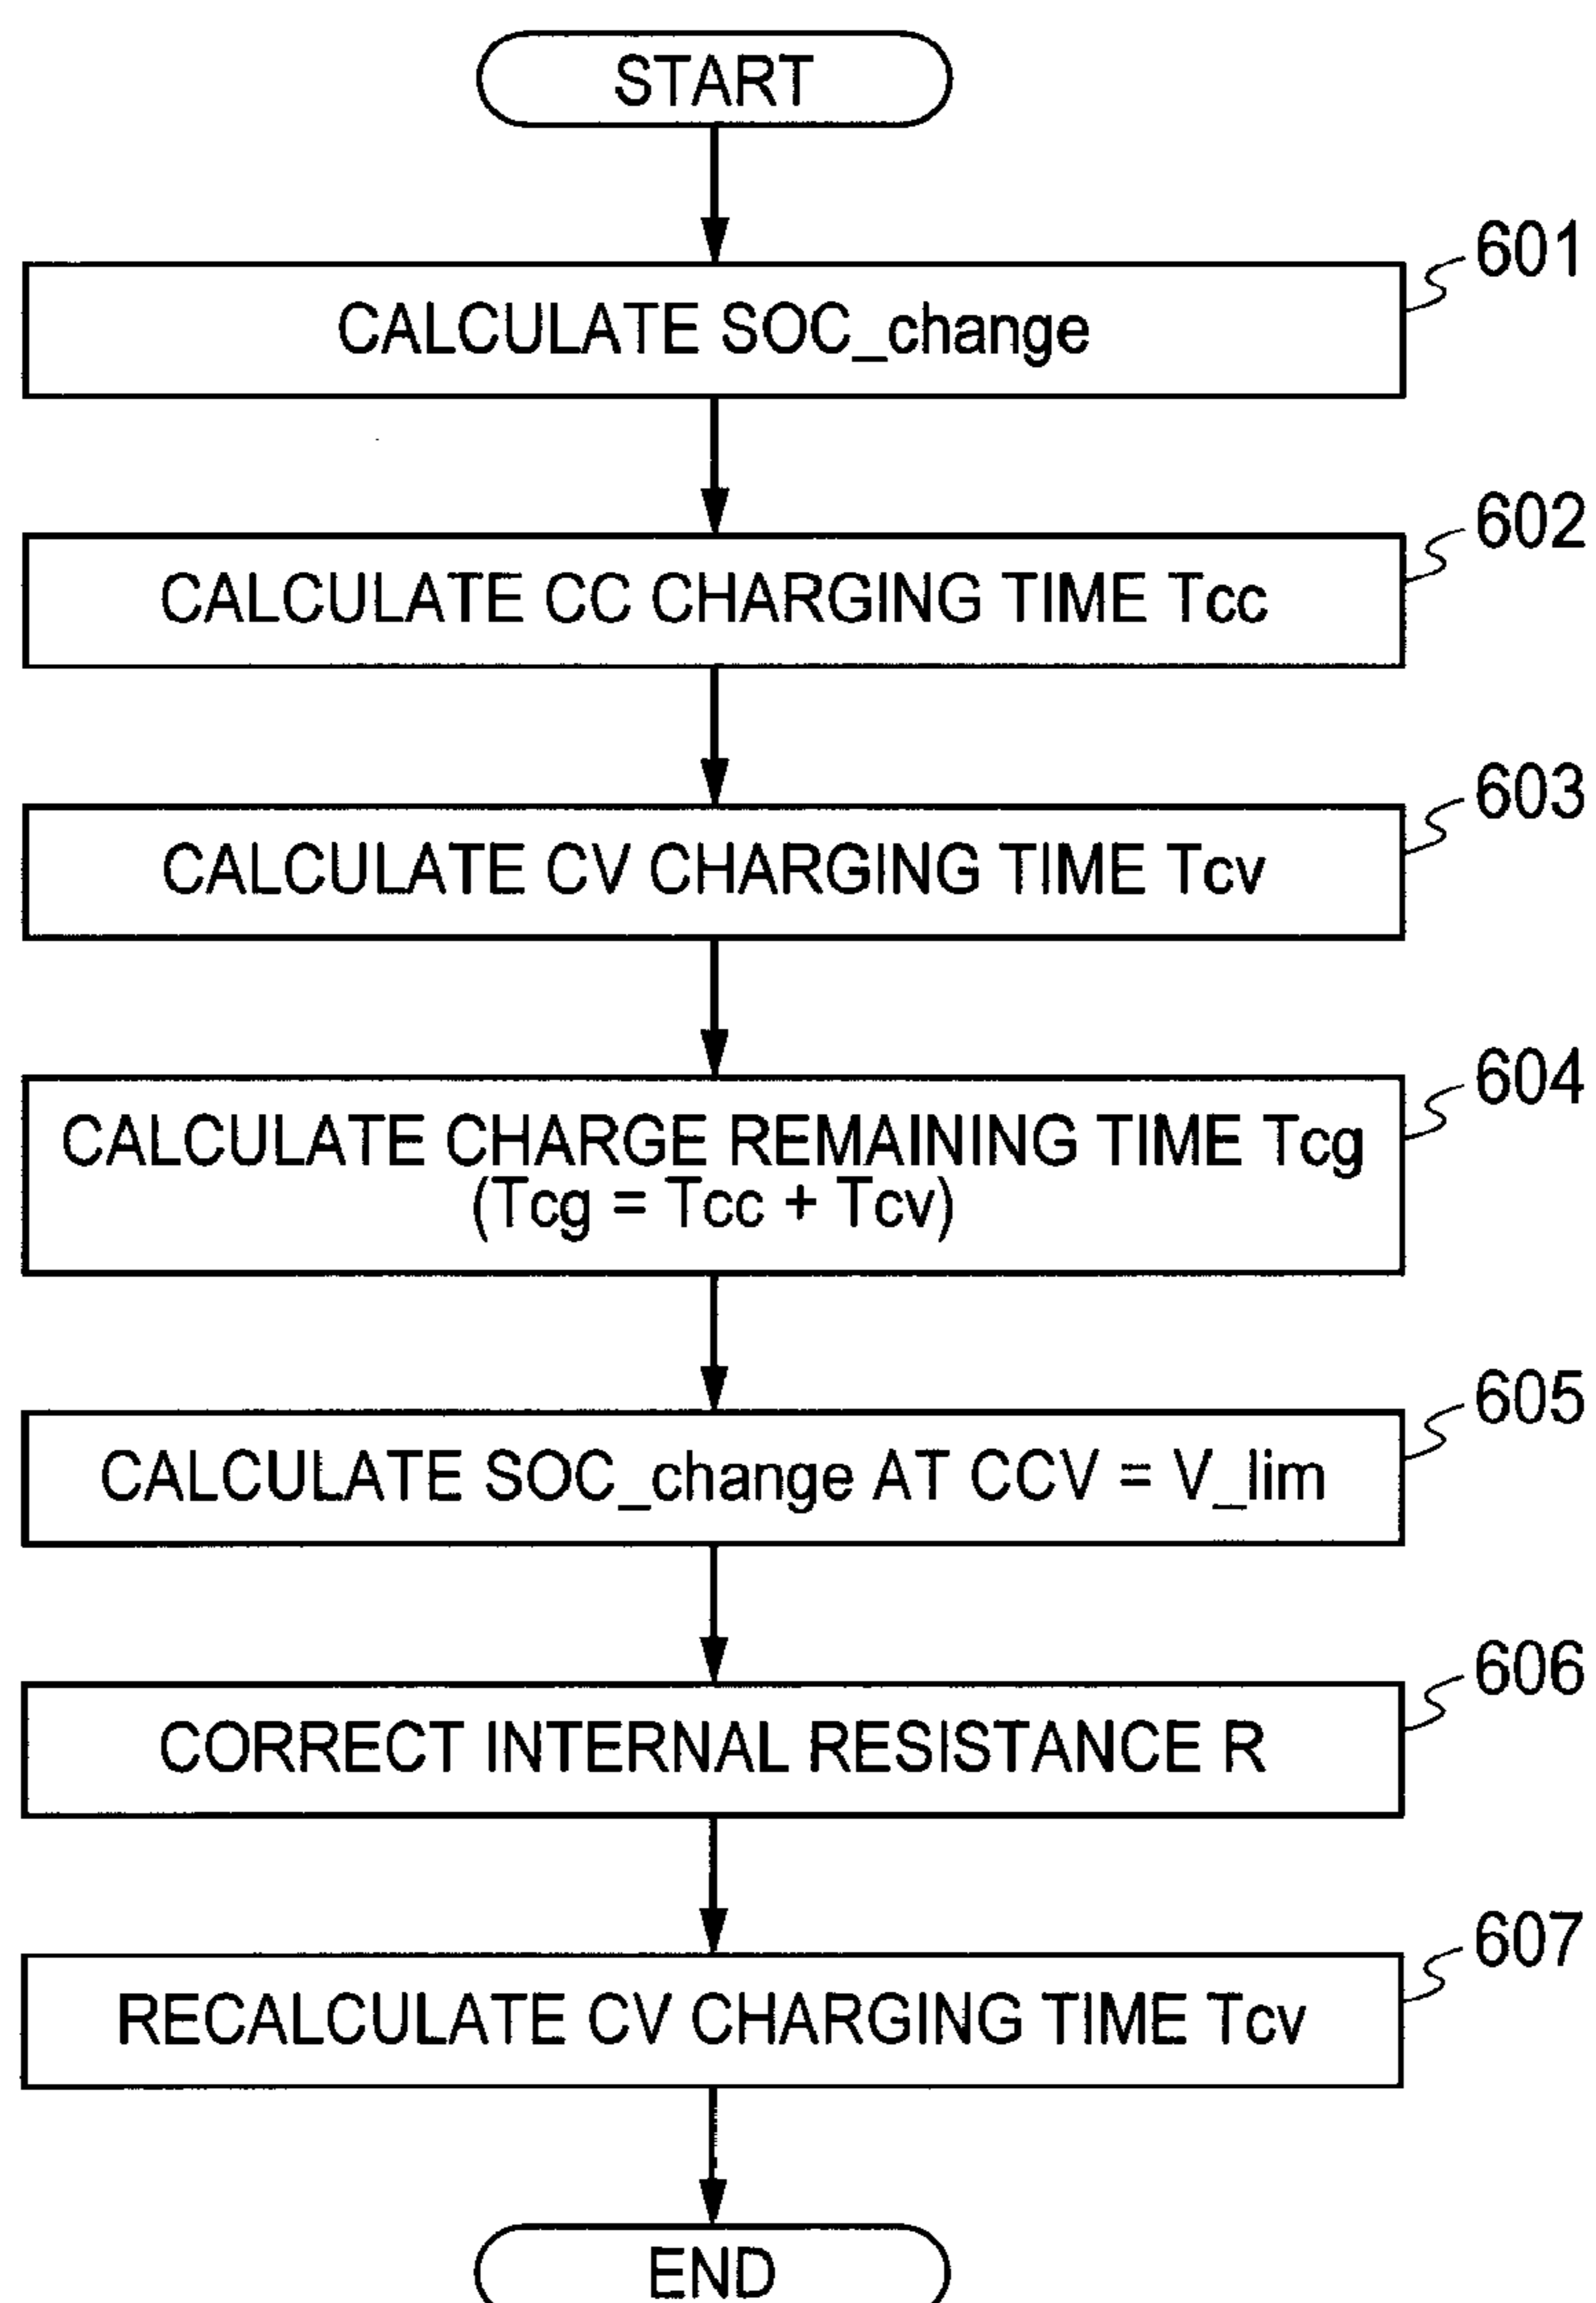 START
601
CALCULATE SOC_change
602
CALCULATE CC CHARGING TIME Tcc
603
CALCULATE CV CHARGING TIME Tcv
604
CALCULATE CHARGE REMAINING TIME Tcg
(Tcg = Tcc + Tcv)
605
CALCULATE SOC_change AT CCV = V_lim
606
CORRECT INTERNAL RESISTANCE R
607
RECALCULATE CV CHARGING TIME Tcv
END